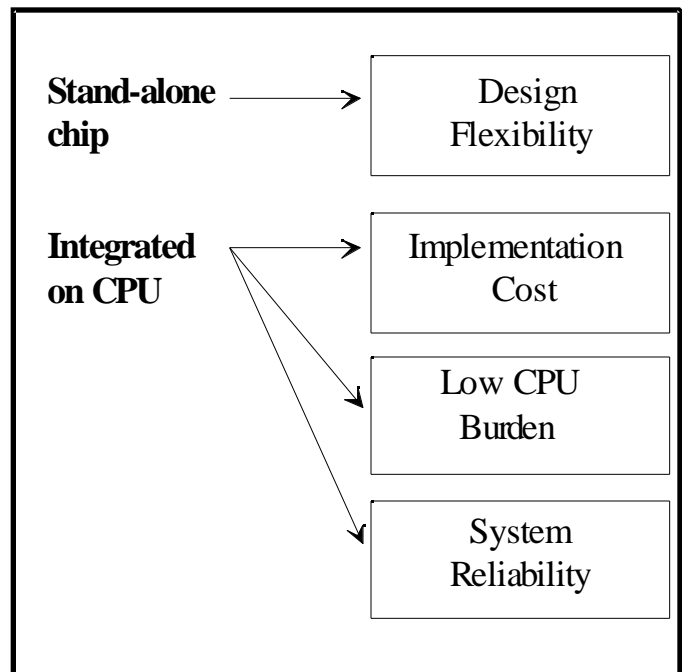 Stand-alone
chip
Design
Flexibility
Integrated
on CPU
Implementation
Cost
Low CPU
Burden
System
Reliability